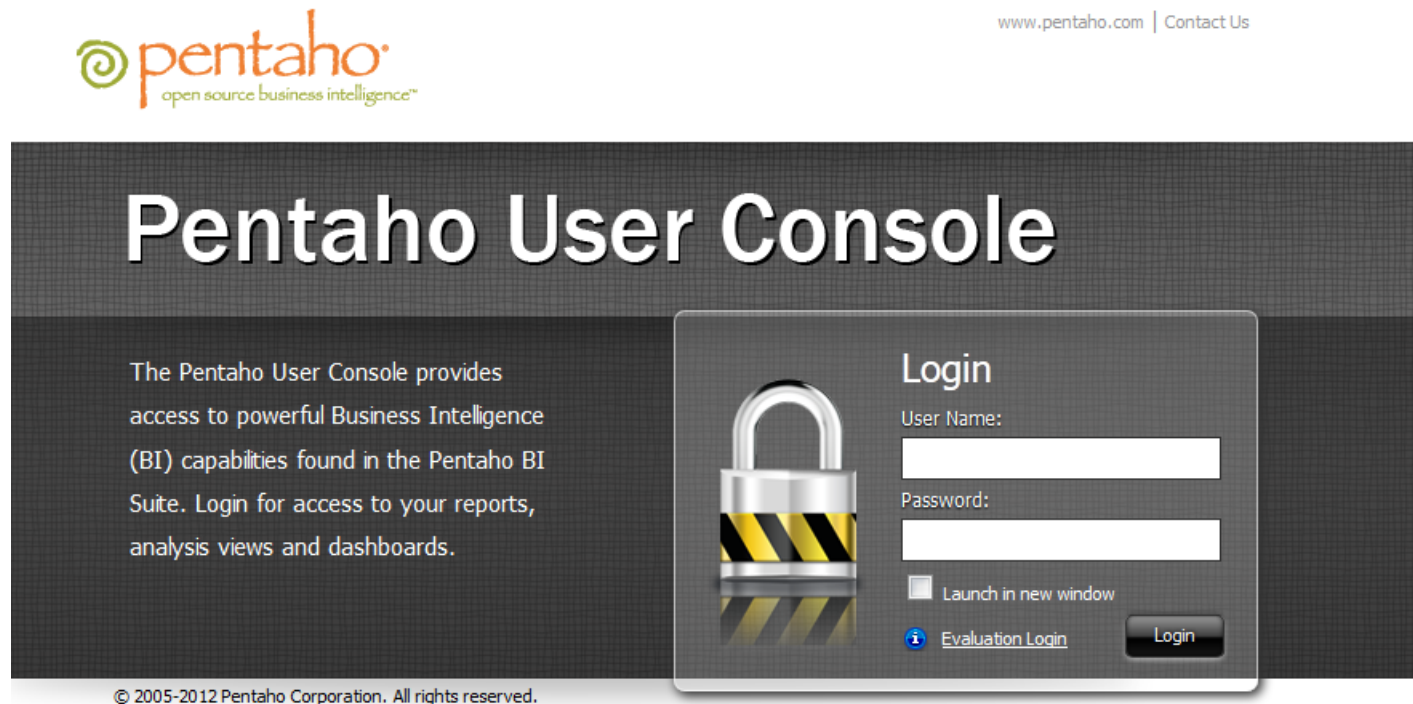 www.pentaho.com | Contact Us
pentaho®
open source business intelligence™
Pentaho User Console
The Pentaho User Console provides
access to powerful Business Intelligence
(BI) capabilities found in the Pentaho BI
Suite. Login for access to your reports,
analysis views and dashboards.
Login
User Name:
Password:
Launch in new window
Evaluation Login
Login
© 2005-2012 Pentaho Corporation. All rights reserved.